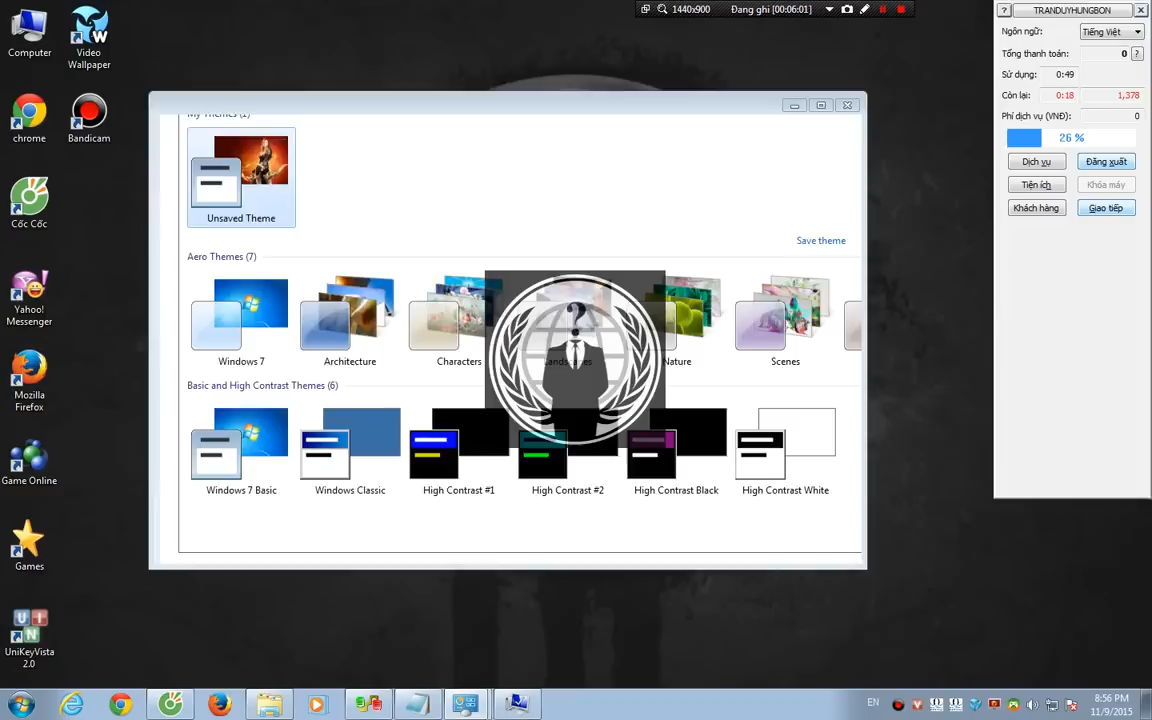 Computer
Video
Wallpaper
chrome
Bandicam
Cốc Cốc
Yahoo!
Messenger
Mozilla
Firefox
Game Online
Games
UniKeyVista
2.0
1440x900
Đang ghi [00:06:01]
My Themes (1)
Unsaved Theme
Save theme
Aero Themes (7)
Windows 7
Architecture
Characters
Landscapes
Nature
Scenes
Basic and High Contrast Themes (6)
Windows 7 Basic
Windows Classic
High Contrast #1
High Contrast #2
High Contrast Black
High Contrast White
TRANDUYHUNGBON
Ngôn ngữ:
Tiếng Việt
Tổng thanh toán:
0
Sử dụng:
0:49
Còn lại:
0:18
1,378
Phí dịch vụ (VNĐ):
0
26 %
Dịch vụ
Đăng xuất
Tiện ích
Khóa máy
Khách hàng
Giao tiếp
EN
8:56 PM
11/9/2015